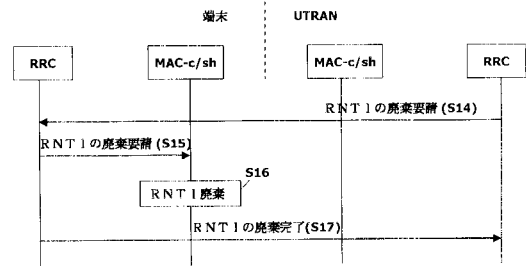 端末
UTRAN
RRC
MAC-c/sh
MAC-c/sh
RRC
RNTIの廃棄要請 (S14)
RNTIの廃棄要請 (S15)
S16
RNTI廃棄
RNTIの廃棄完了(S17)